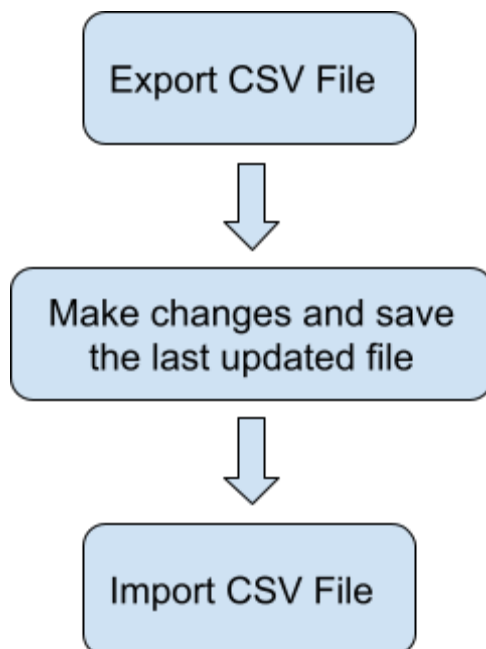 Export CSV File
Make changes and save
the last updated file
Import CSV File